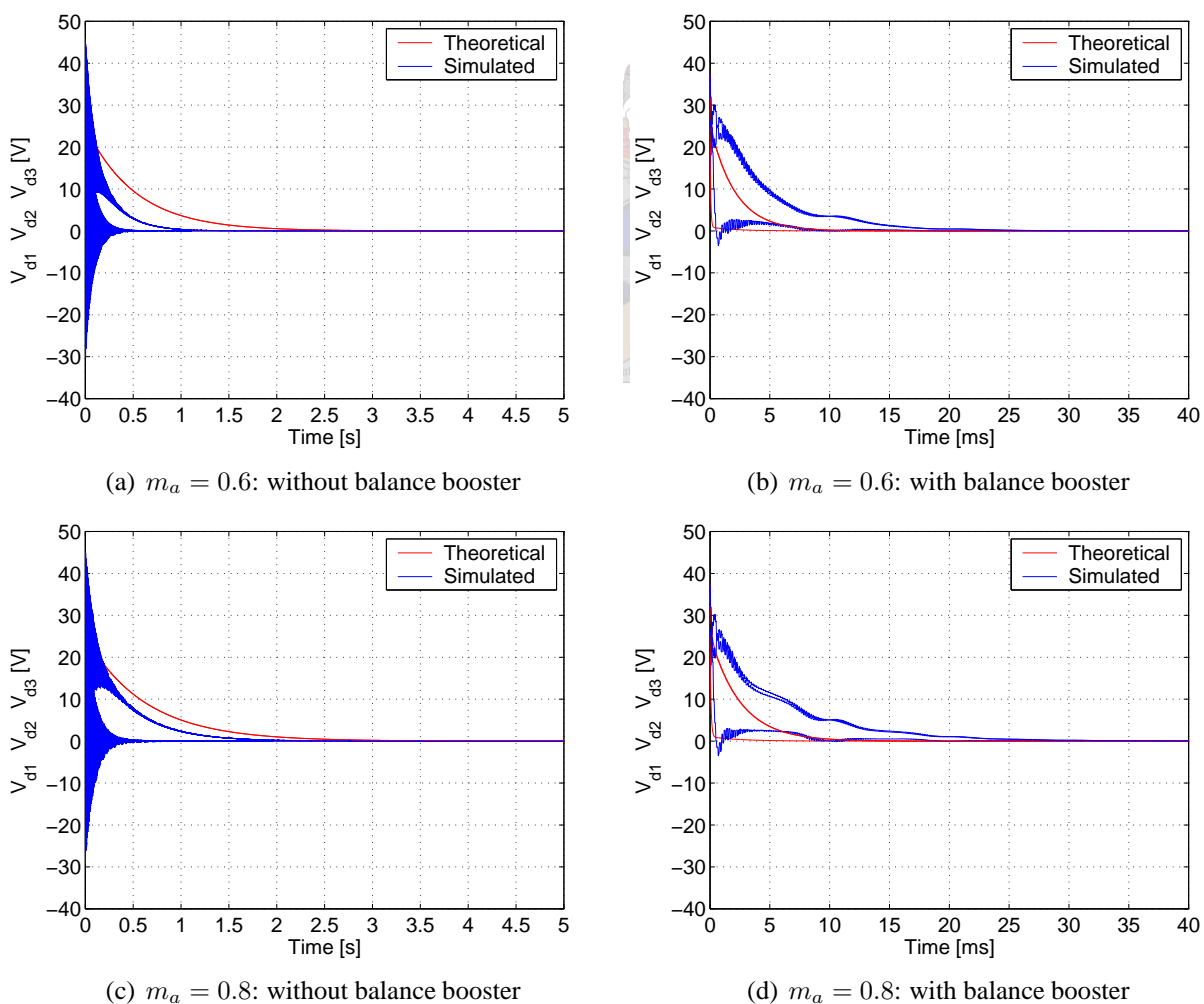 50
40
30
20
10
0
−10
−20
−30
−40
V_d1 V_d2 V_d3 [V]
0 0.5 1 1.5 2 2.5 3 3.5 4 4.5 5
Time [s]
Theoretical
Simulated
(a) m_a = 0.6: without balance booster
50
40
30
20
10
0
−10
−20
−30
−40
V_d1 V_d2 V_d3 [V]
0 5 10 15 20 25 30 35 40
Time [ms]
Theoretical
Simulated
(b) m_a = 0.6: with balance booster
50
40
30
20
10
0
−10
−20
−30
−40
V_d1 V_d2 V_d3 [V]
0 0.5 1 1.5 2 2.5 3 3.5 4 4.5 5
Time [s]
Theoretical
Simulated
(c) m_a = 0.8: without balance booster
50
40
30
20
10
0
−10
−20
−30
−40
V_d1 V_d2 V_d3 [V]
0 5 10 15 20 25 30 35 40
Time [ms]
Theoretical
Simulated
(d) m_a = 0.8: with balance booster